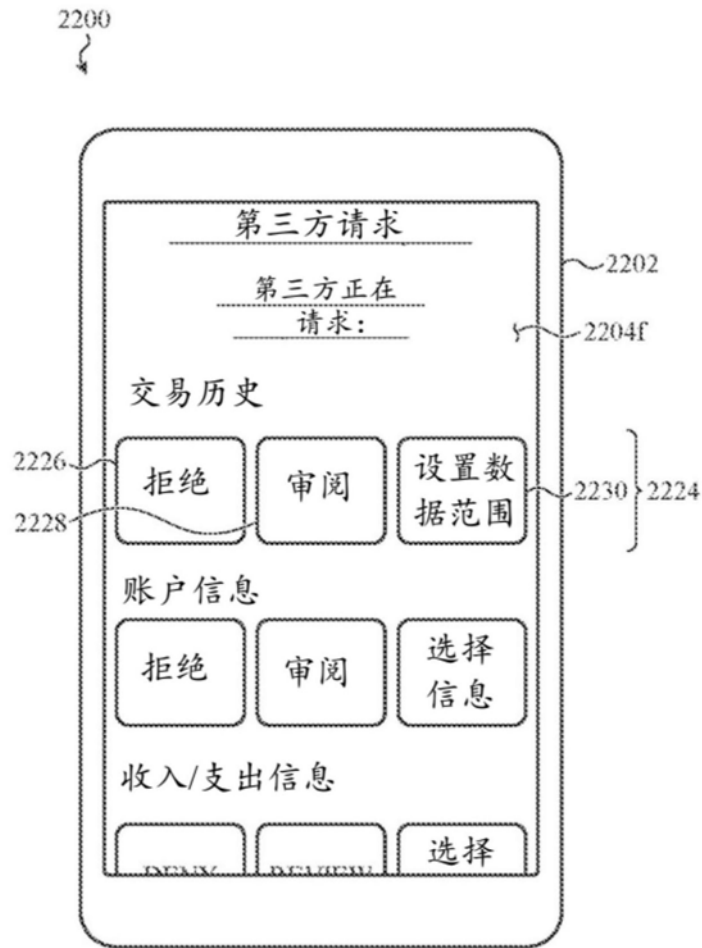 2200
第三方请求
2202
第三方正在
请求:
2204f
交易历史
2226
拒绝
审阅
设置数
据范围
2230
2224
2228
账户信息
拒绝
审阅
选择
信息
收入/支出信息
DENY
REVIEW
选择